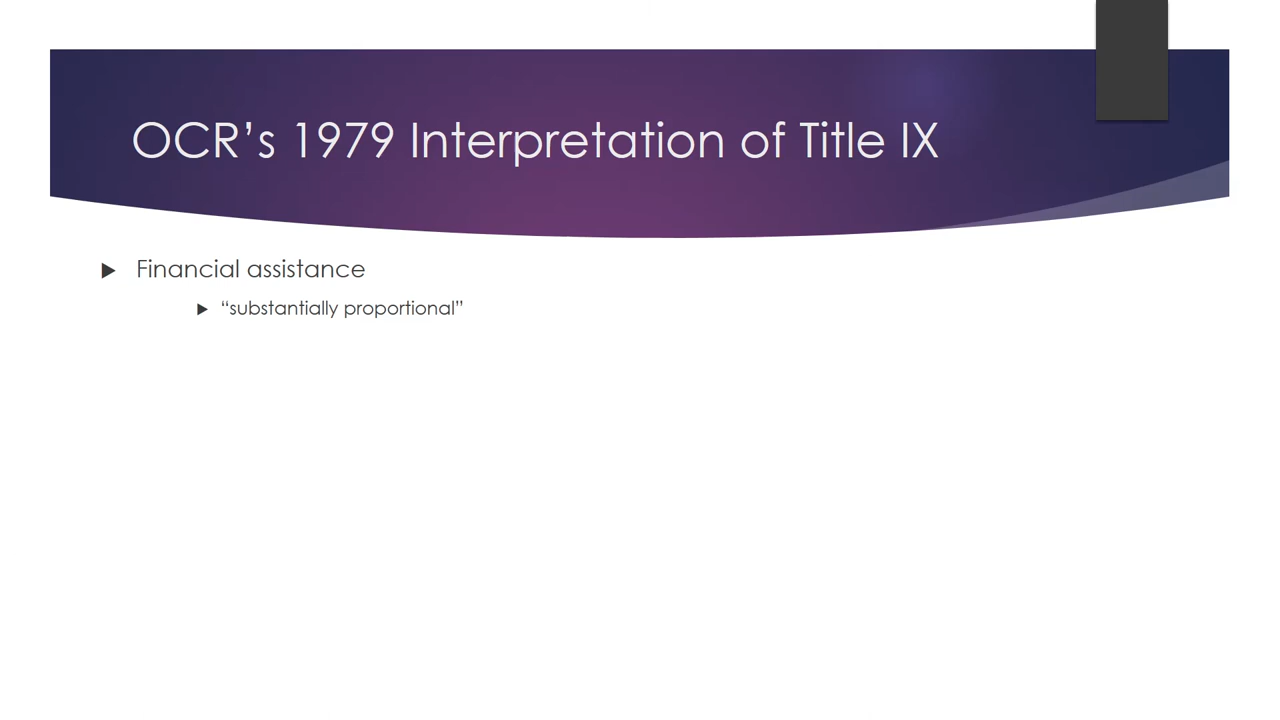 OCR’s 1979 Interpretation of Title IX
Financial assistance
“substantially proportional”